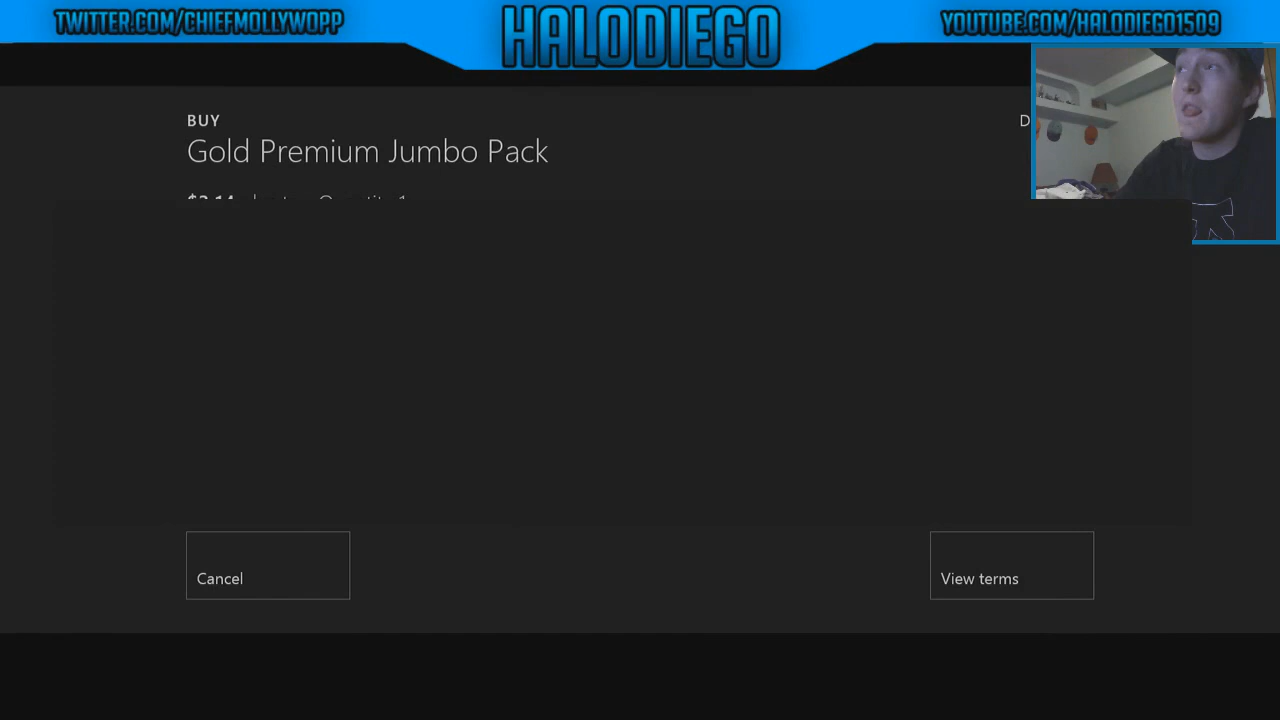 TWITTER.COM/CHIEFMOLLYWOPP
HALODIEGO
YOUTUBE.COM/HALODIEGO1509
BUY
Gold Premium Jumbo Pack
Cancel
View terms